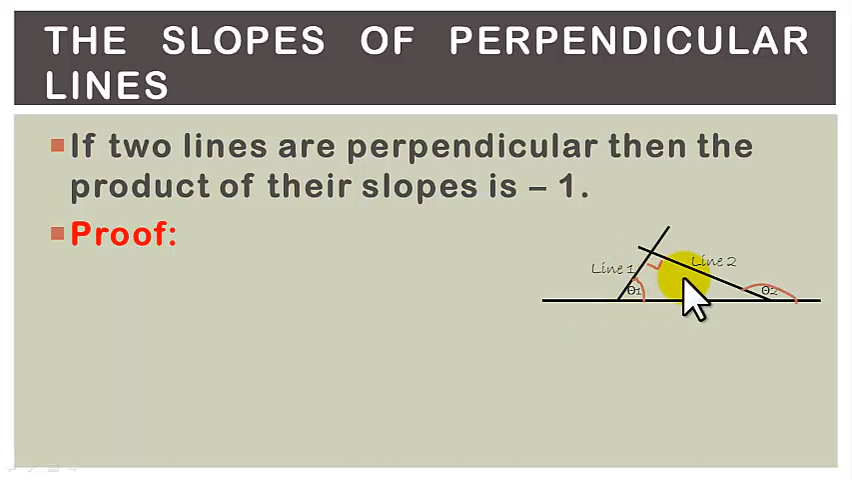 THE SLOPES OF PERPENDICULAR
LINES
If two lines are perpendicular then the
product of their slopes is – 1.
Proof:
Line 1
Line 2
Θ1
Θ2